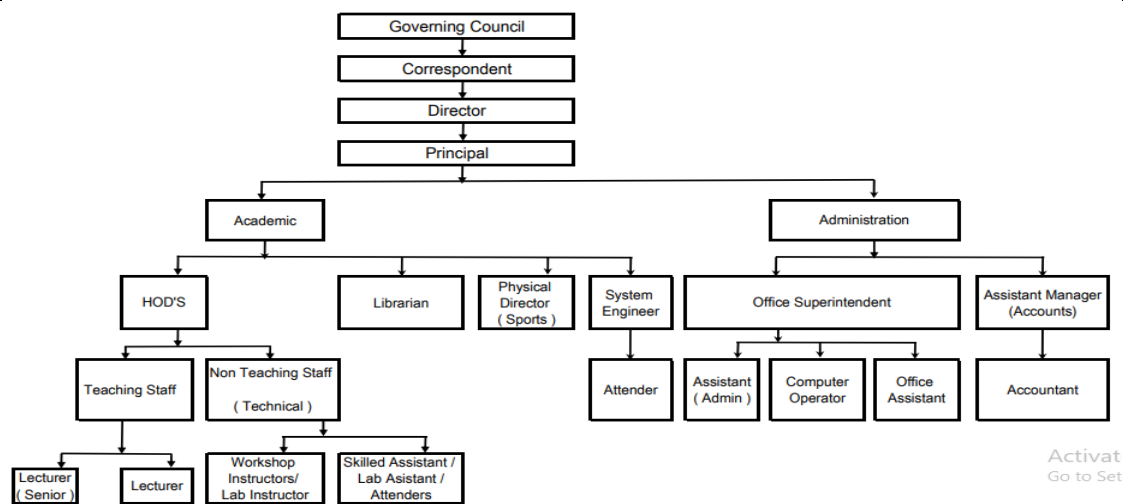 Governing Council
Correspondent
Director
Principal
Academic
Administration
HOD'S
Librarian
Physical
Director
( Sports )
System
Engineer
Office Superintendent
Assistant Manager
(Accounts)
Teaching Staff
Non Teaching Staff
( Technical )
Attender
Assistant
( Admin )
Computer
Operator
Office
Assistant
Accountant
Lecturer
( Senior )
Lecturer
Workshop
Instructors/
Lab Instructor
Skilled Assistant /
Lab Asistant /
Attenders
Activat
Go to Set